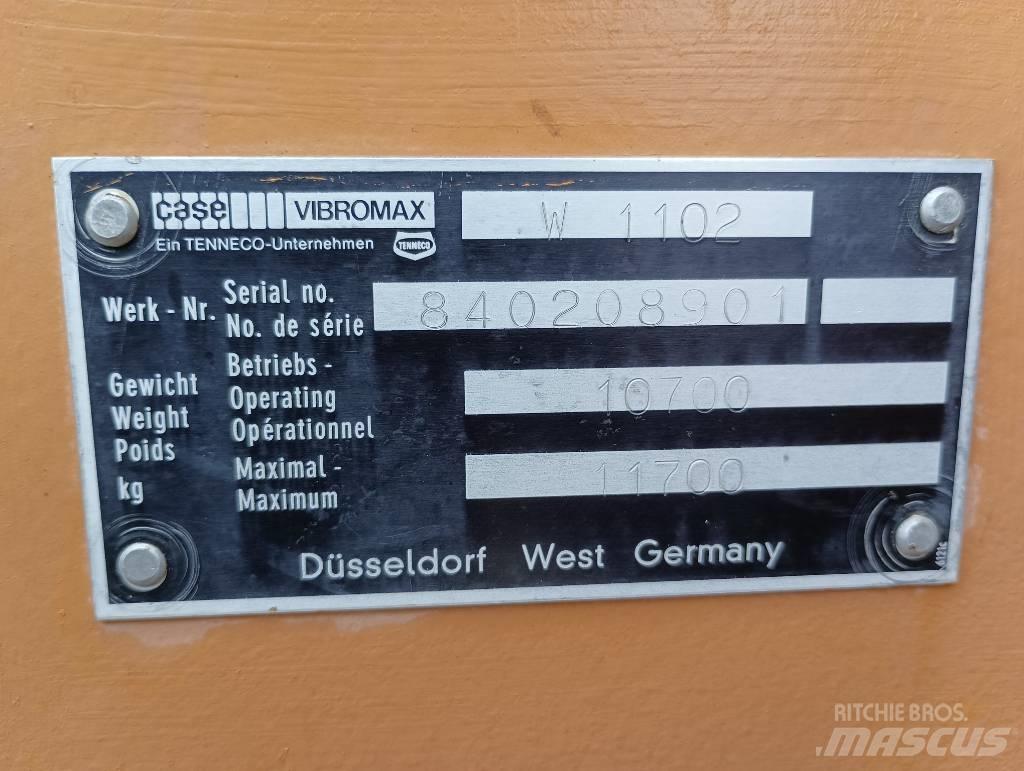 case VIBROMAX W 1102
Ein TENNECO-Unternehmen TENNECO
Werk - Nr. Serial no. 840208901
No. de série
Gewicht Betriebs -
Weight Operating 10700
Poids Opérationnel
kg Maximal - 11700
Maximum
Düsseldorf West Germany
RITCHIE BROS.
MASCUS